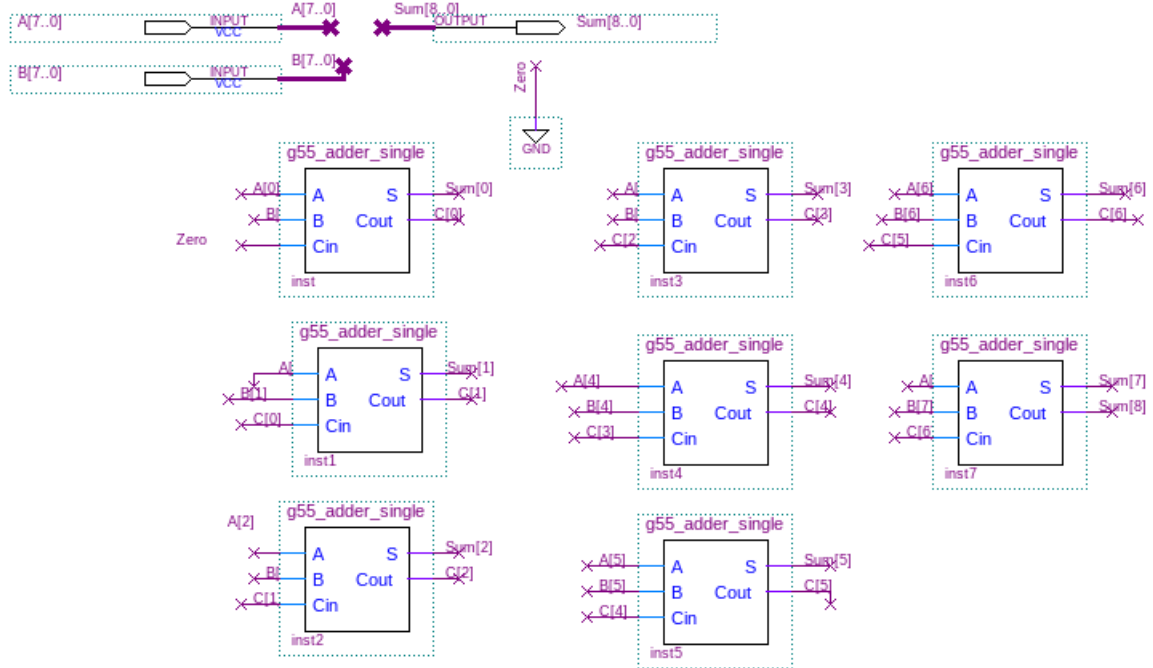 A[7..0]
INPUT
VCC
A[7..0]
Sum[8..0]
OUTPUT
Sum[8..0]
B[7..0]
INPUT
VCC
B[7..0]
Zero
GND
g55_adder_single
A[0]
A
S
Sum[0]
B[
B
Cout
C[0]
Zero
Cin
inst
g55_adder_single
A[
A
S
Sum[3]
B[
B
Cout
C[3]
C[2
Cin
inst3
g55_adder_single
A[6]
A
S
Sum[6]
B[6]
B
Cout
C[6]
C[5]
Cin
inst6
g55_adder_single
A[
A
S
Sum[1]
B[1]
B
Cout
C[1]
C[0]
Cin
inst1
g55_adder_single
A[4]
A
S
Sum[4]
B[4]
B
Cout
C[4]
C[3]
Cin
inst4
g55_adder_single
A[
A
S
Sum[7]
B[7]
B
Cout
Sum[8]
C[6
Cin
inst7
g55_adder_single
A[2]
A
S
Sum[2]
B[
B
Cout
C[2]
C[1
Cin
inst2
g55_adder_single
A[5]
A
S
Sum[5]
B[5]
B
Cout
C[5]
C[4]
Cin
inst5